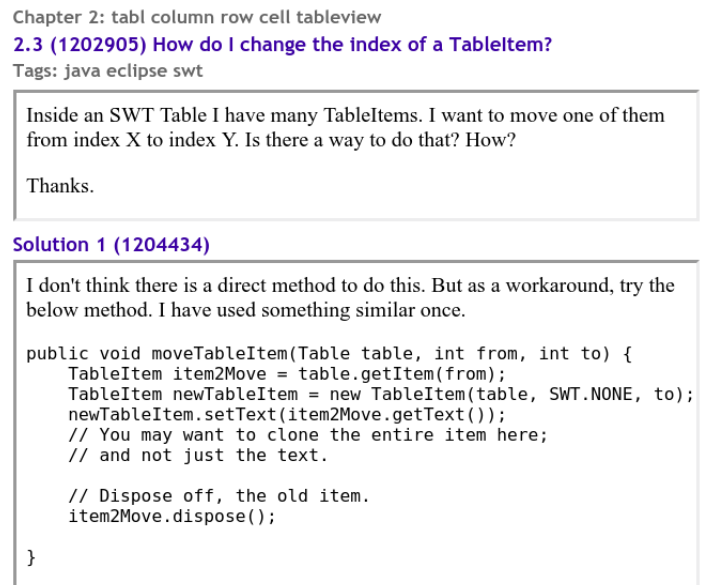 Chapter 2: tabl column row cell tableview
2.3 (1202905) How do I change the index of a TableItem?
Tags: java eclipse swt
Inside an SWT Table I have many TableItems. I want to move one of them
from index X to index Y. Is there a way to do that? How?
Thanks.
Solution 1 (1204434)
I don't think there is a direct method to do this. But as a workaround, try the
below method. I have used something similar once.
public void moveTableItem(Table table, int from, int to) {
    TableItem item2Move = table.getItem(from);
    TableItem newTableItem = new TableItem(table, SWT.NONE, to);
    newTableItem.setText(item2Move.getText());
    // You may want to clone the entire item here;
    // and not just the text.
    // Dispose off, the old item.
    item2Move.dispose();
}